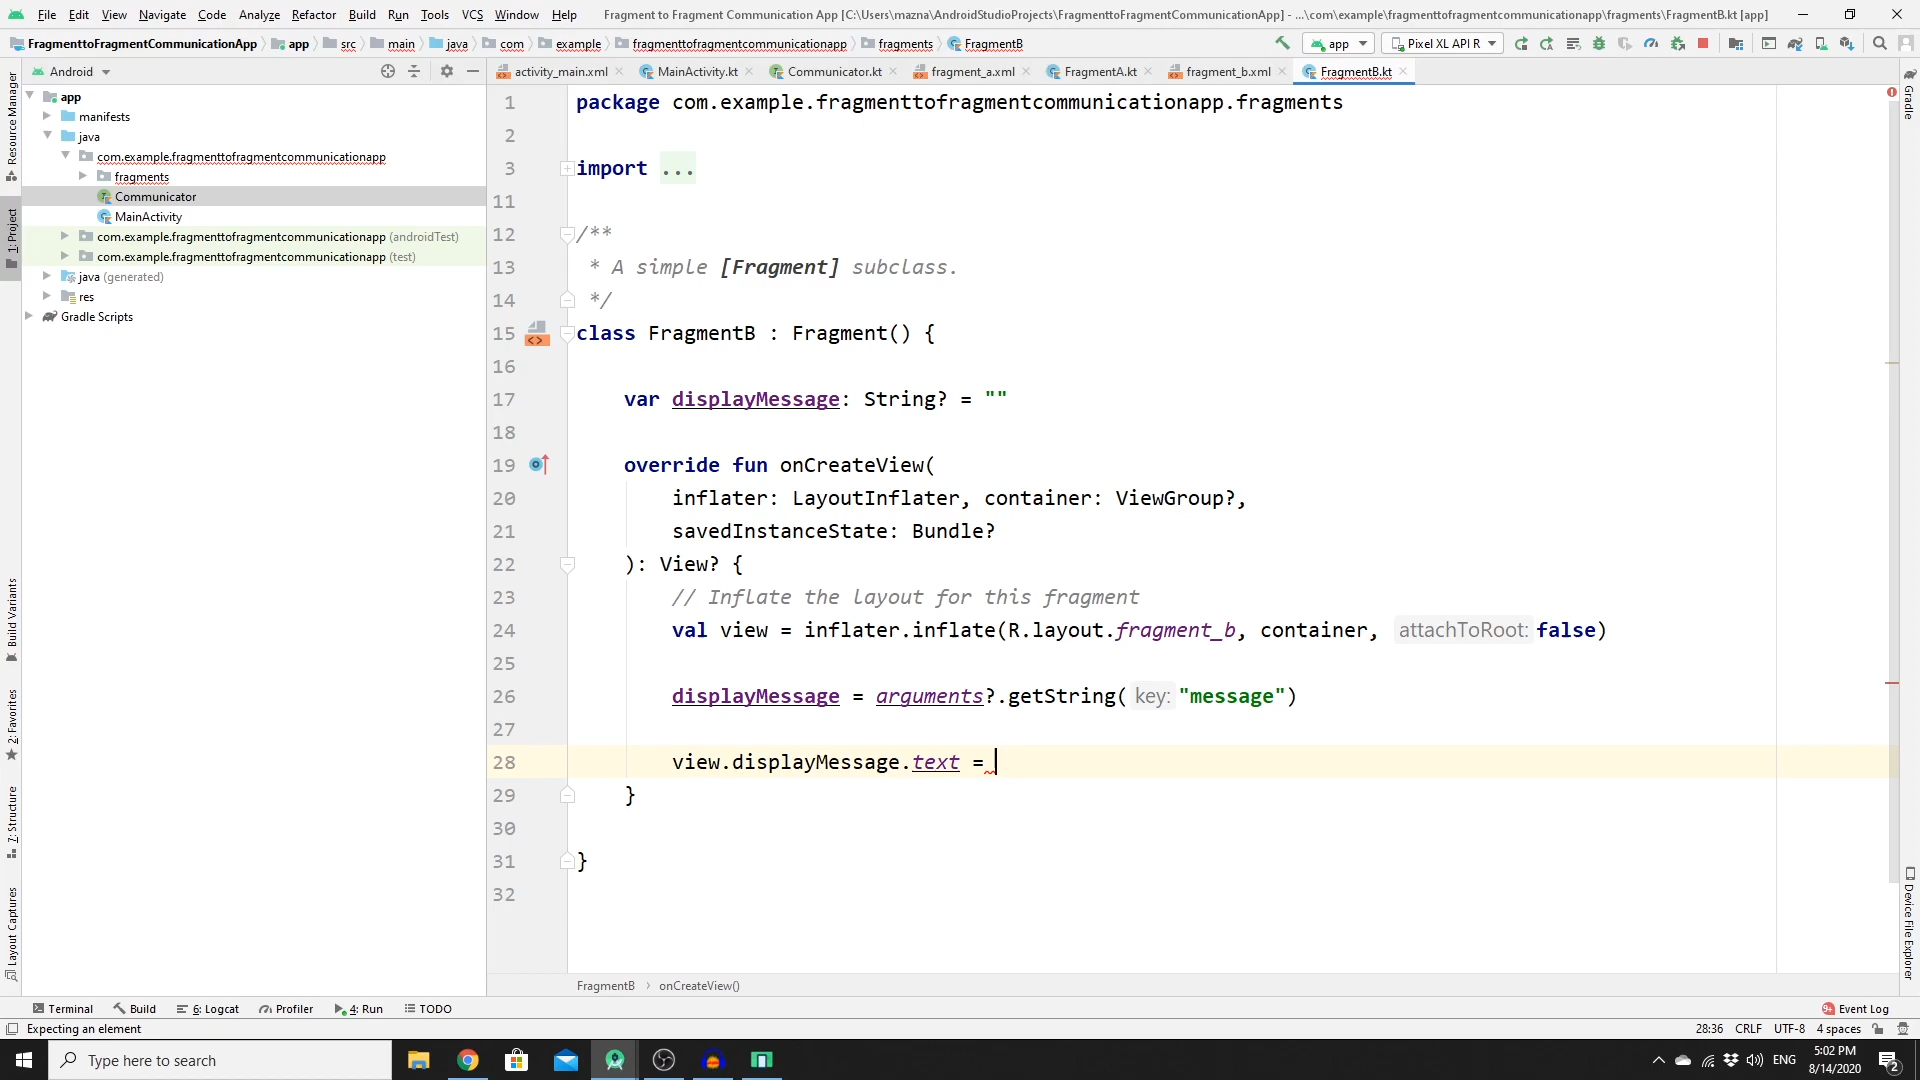 File Edit View Navigate Code Analyze Refactor Build Run Tools VCS Window Help Fragment to Fragment Communication App [C:\Users\mazna\AndroidStudioProjects\FragmenttoFragmentCommunicationApp] - ...\com\example\fragmenttofragmentcommunicationapp\fragments\FragmentB.kt [app]
FragmenttoFragmentCommunicationApp app src main java com example fragmenttofragmentcommunicationapp fragments FragmentB app Pixel XL API R
Android activity_main.xml MainActivity.kt Communicator.kt fragment_a.xml FragmentA.kt fragment_b.xml FragmentB.kt
app
manifests
java
com.example.fragmenttofragmentcommunicationapp
fragments
Communicator
MainActivity
com.example.fragmenttofragmentcommunicationapp (androidTest)
com.example.fragmenttofragmentcommunicationapp (test)
java (generated)
res
Gradle Scripts
Resource Manager
1: Project
Build Variants
2: Favorites
7: Structure
Layout Captures
1 package com.example.fragmenttofragmentcommunicationapp.fragments
2
3 import ...
11
12 /**
13 * A simple [Fragment] subclass.
14 */
15 class FragmentB : Fragment() {
16
17 var displayMessage: String? = ""
18
19 override fun onCreateView(
20 inflater: LayoutInflater, container: ViewGroup?,
21 savedInstanceState: Bundle?
22 ): View? {
23 // Inflate the layout for this fragment
24 val view = inflater.inflate(R.layout.fragment_b, container, attachToRoot: false)
25
26 displayMessage = arguments?.getString( key: "message")
27
28 view.displayMessage.text =
29 }
30
31 }
32
Gradle
Device File Explorer
FragmentB › onCreateView()
Terminal Build 6: Logcat Profiler 4: Run TODO Event Log
Expecting an element 28:36 CRLF UTF-8 4 spaces
Type here to search ENG 5:02 PM
8/14/2020 2